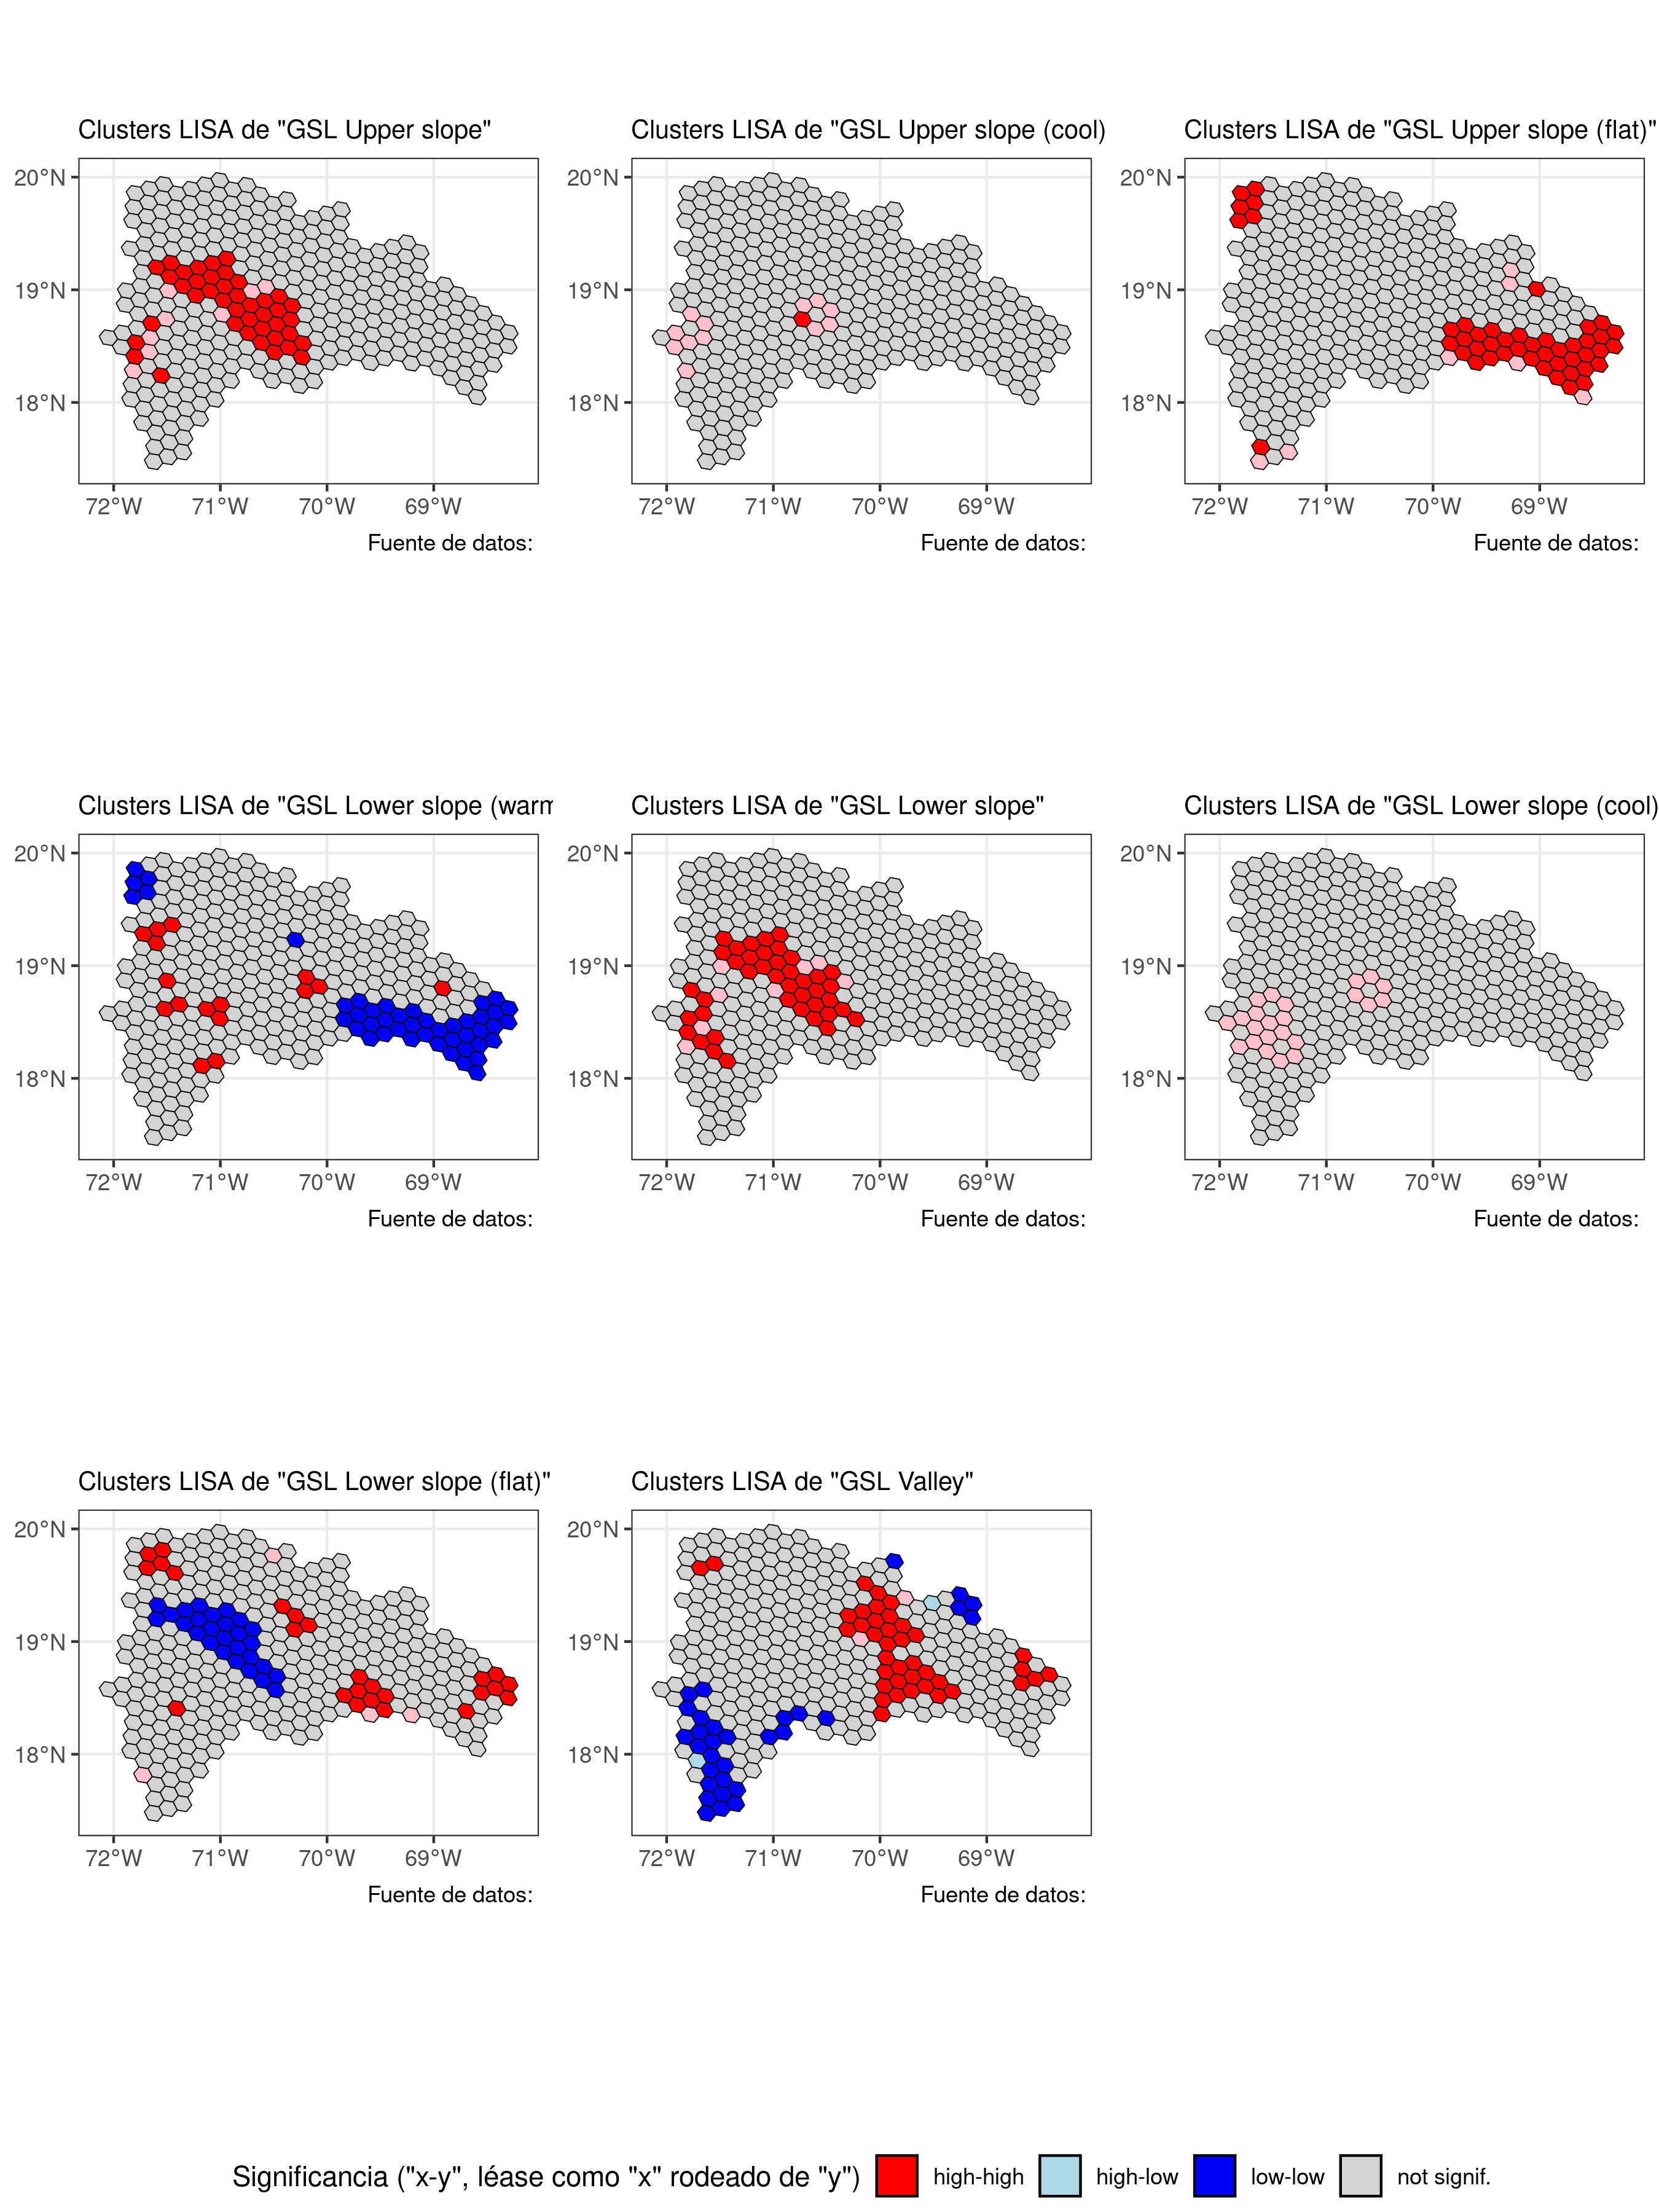 Clusters LISA de "GSL Upper slope"
Clusters LISA de "GSL Upper slope (cool)
Clusters LISA de "GSL Upper slope (flat)"
20°N
19°N
18°N
72°W 71°W 70°W 69°W
Fuente de datos:
20°N
19°N
18°N
72°W 71°W 70°W 69°W
Fuente de datos:
20°N
19°N
18°N
72°W 71°W 70°W 69°W
Fuente de datos:
Clusters LISA de "GSL Lower slope (warm
Clusters LISA de "GSL Lower slope"
Clusters LISA de "GSL Lower slope (cool)
20°N
19°N
18°N
72°W 71°W 70°W 69°W
Fuente de datos:
20°N
19°N
18°N
72°W 71°W 70°W 69°W
Fuente de datos:
20°N
19°N
18°N
72°W 71°W 70°W 69°W
Fuente de datos:
Clusters LISA de "GSL Lower slope (flat)"
Clusters LISA de "GSL Valley"
20°N
19°N
18°N
72°W 71°W 70°W 69°W
Fuente de datos:
20°N
19°N
18°N
72°W 71°W 70°W 69°W
Fuente de datos:
Significancia ("x-y", léase como "x" rodeado de "y") high-high high-low low-low not signif.